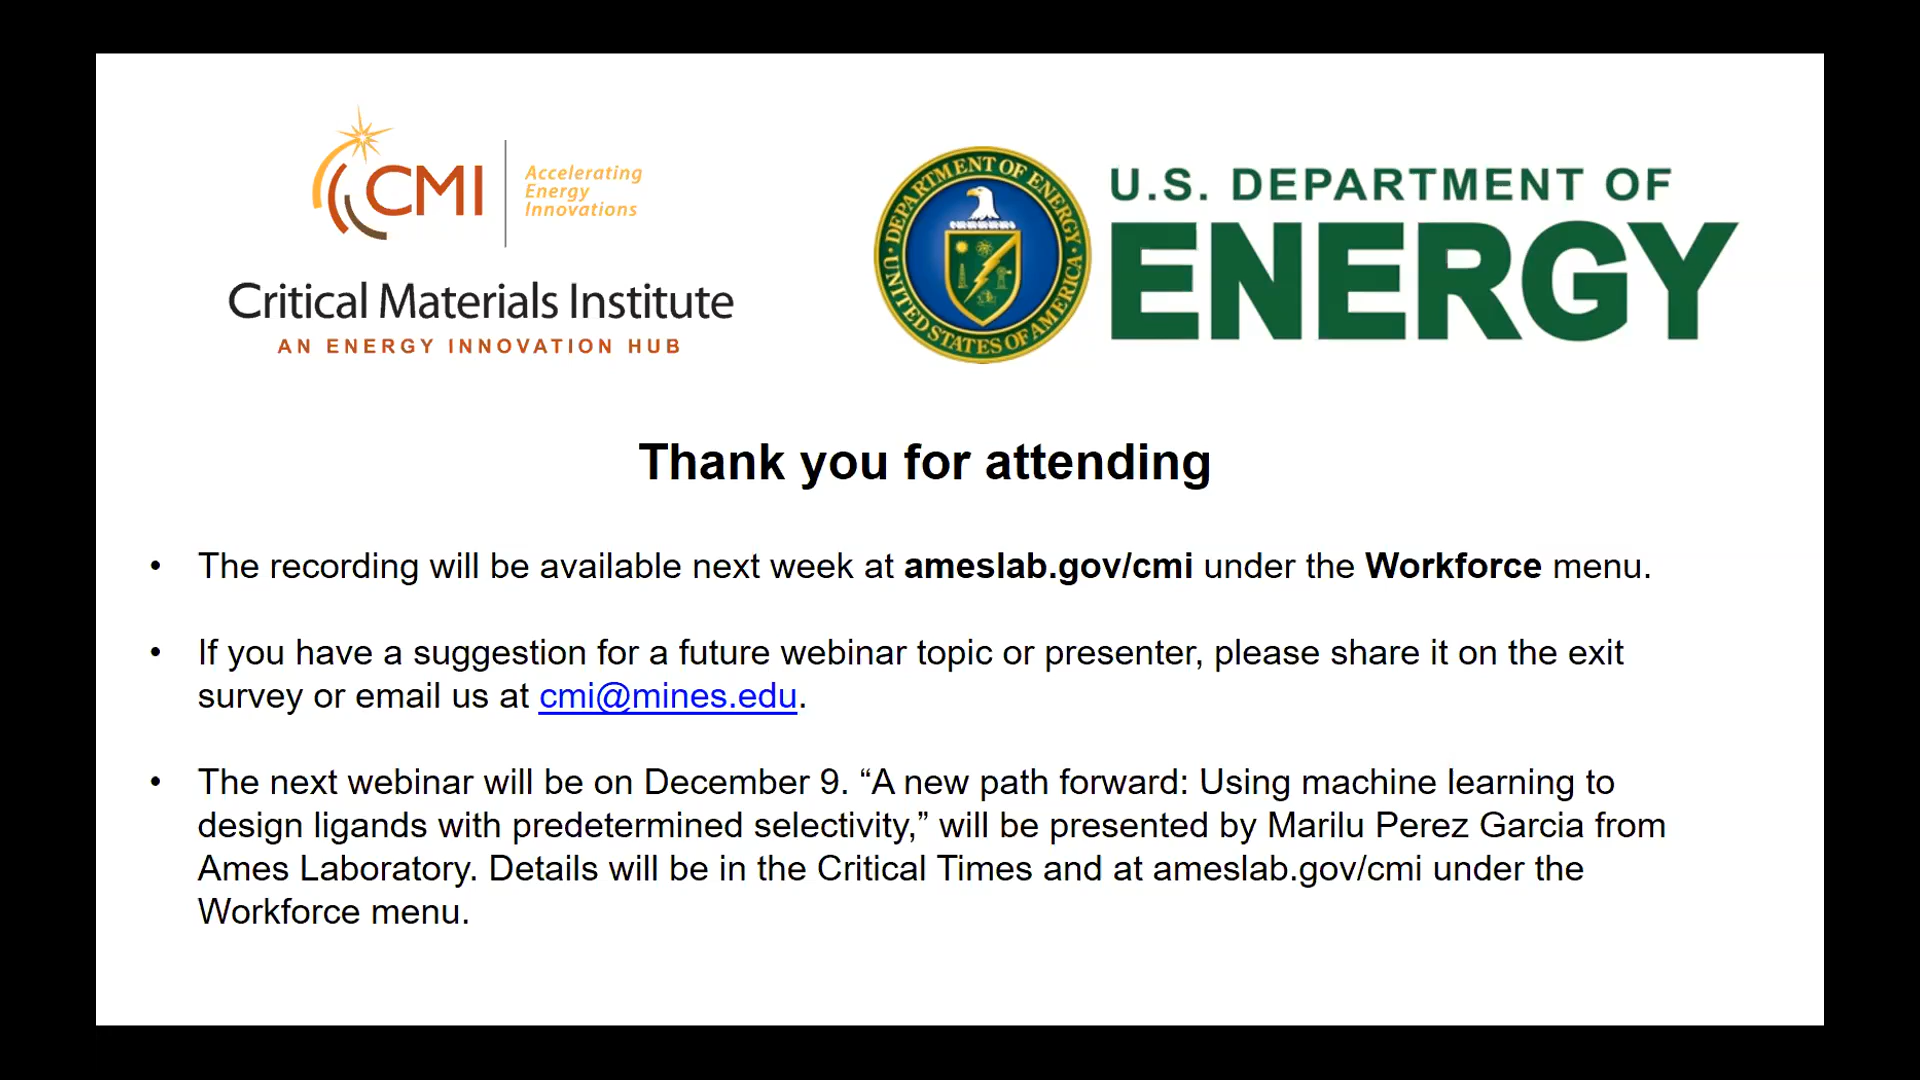 CMI
Accelerating
Energy
Innovations
Critical Materials Institute
AN ENERGY INNOVATION HUB
DEPARTMENT OF ENERGY
UNITED STATES OF AMERICA
U.S. DEPARTMENT OF
ENERGY
Thank you for attending
• The recording will be available next week at ameslab.gov/cmi under the Workforce menu.
• If you have a suggestion for a future webinar topic or presenter, please share it on the exit
survey or email us at cmi@mines.edu.
• The next webinar will be on December 9. “A new path forward: Using machine learning to
design ligands with predetermined selectivity,” will be presented by Marilu Perez Garcia from
Ames Laboratory. Details will be in the Critical Times and at ameslab.gov/cmi under the
Workforce menu.